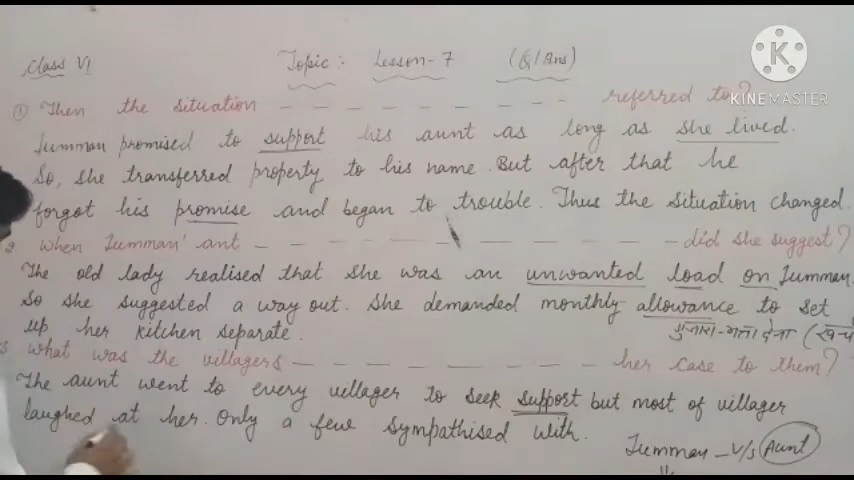 Class VI Topic :- Lesson-7 (Q/Ans)
KINEMASTER
① Then the situation - - - - - - - - - - referred to?
Jumman promised to support his aunt as long as she lived.
So, she transferred property to his name. But after that he
forgot his promise and began to trouble. Thus the situation changed.
2. When Jumman' ant - - - - - - - - - - did she suggest?
The old lady realised that she was an unwanted load on Jumman.
So she suggested a way out. She demanded monthly allowance to set
गुजारा-भत्ता देना
up her kitchen separate.
3 What was the villagers - - - - - - - - - her case to them?
The aunt went to every villager to seek support but most of villager
laughed at her. Only a few sympathised with.
Jumman - V/s Aunt